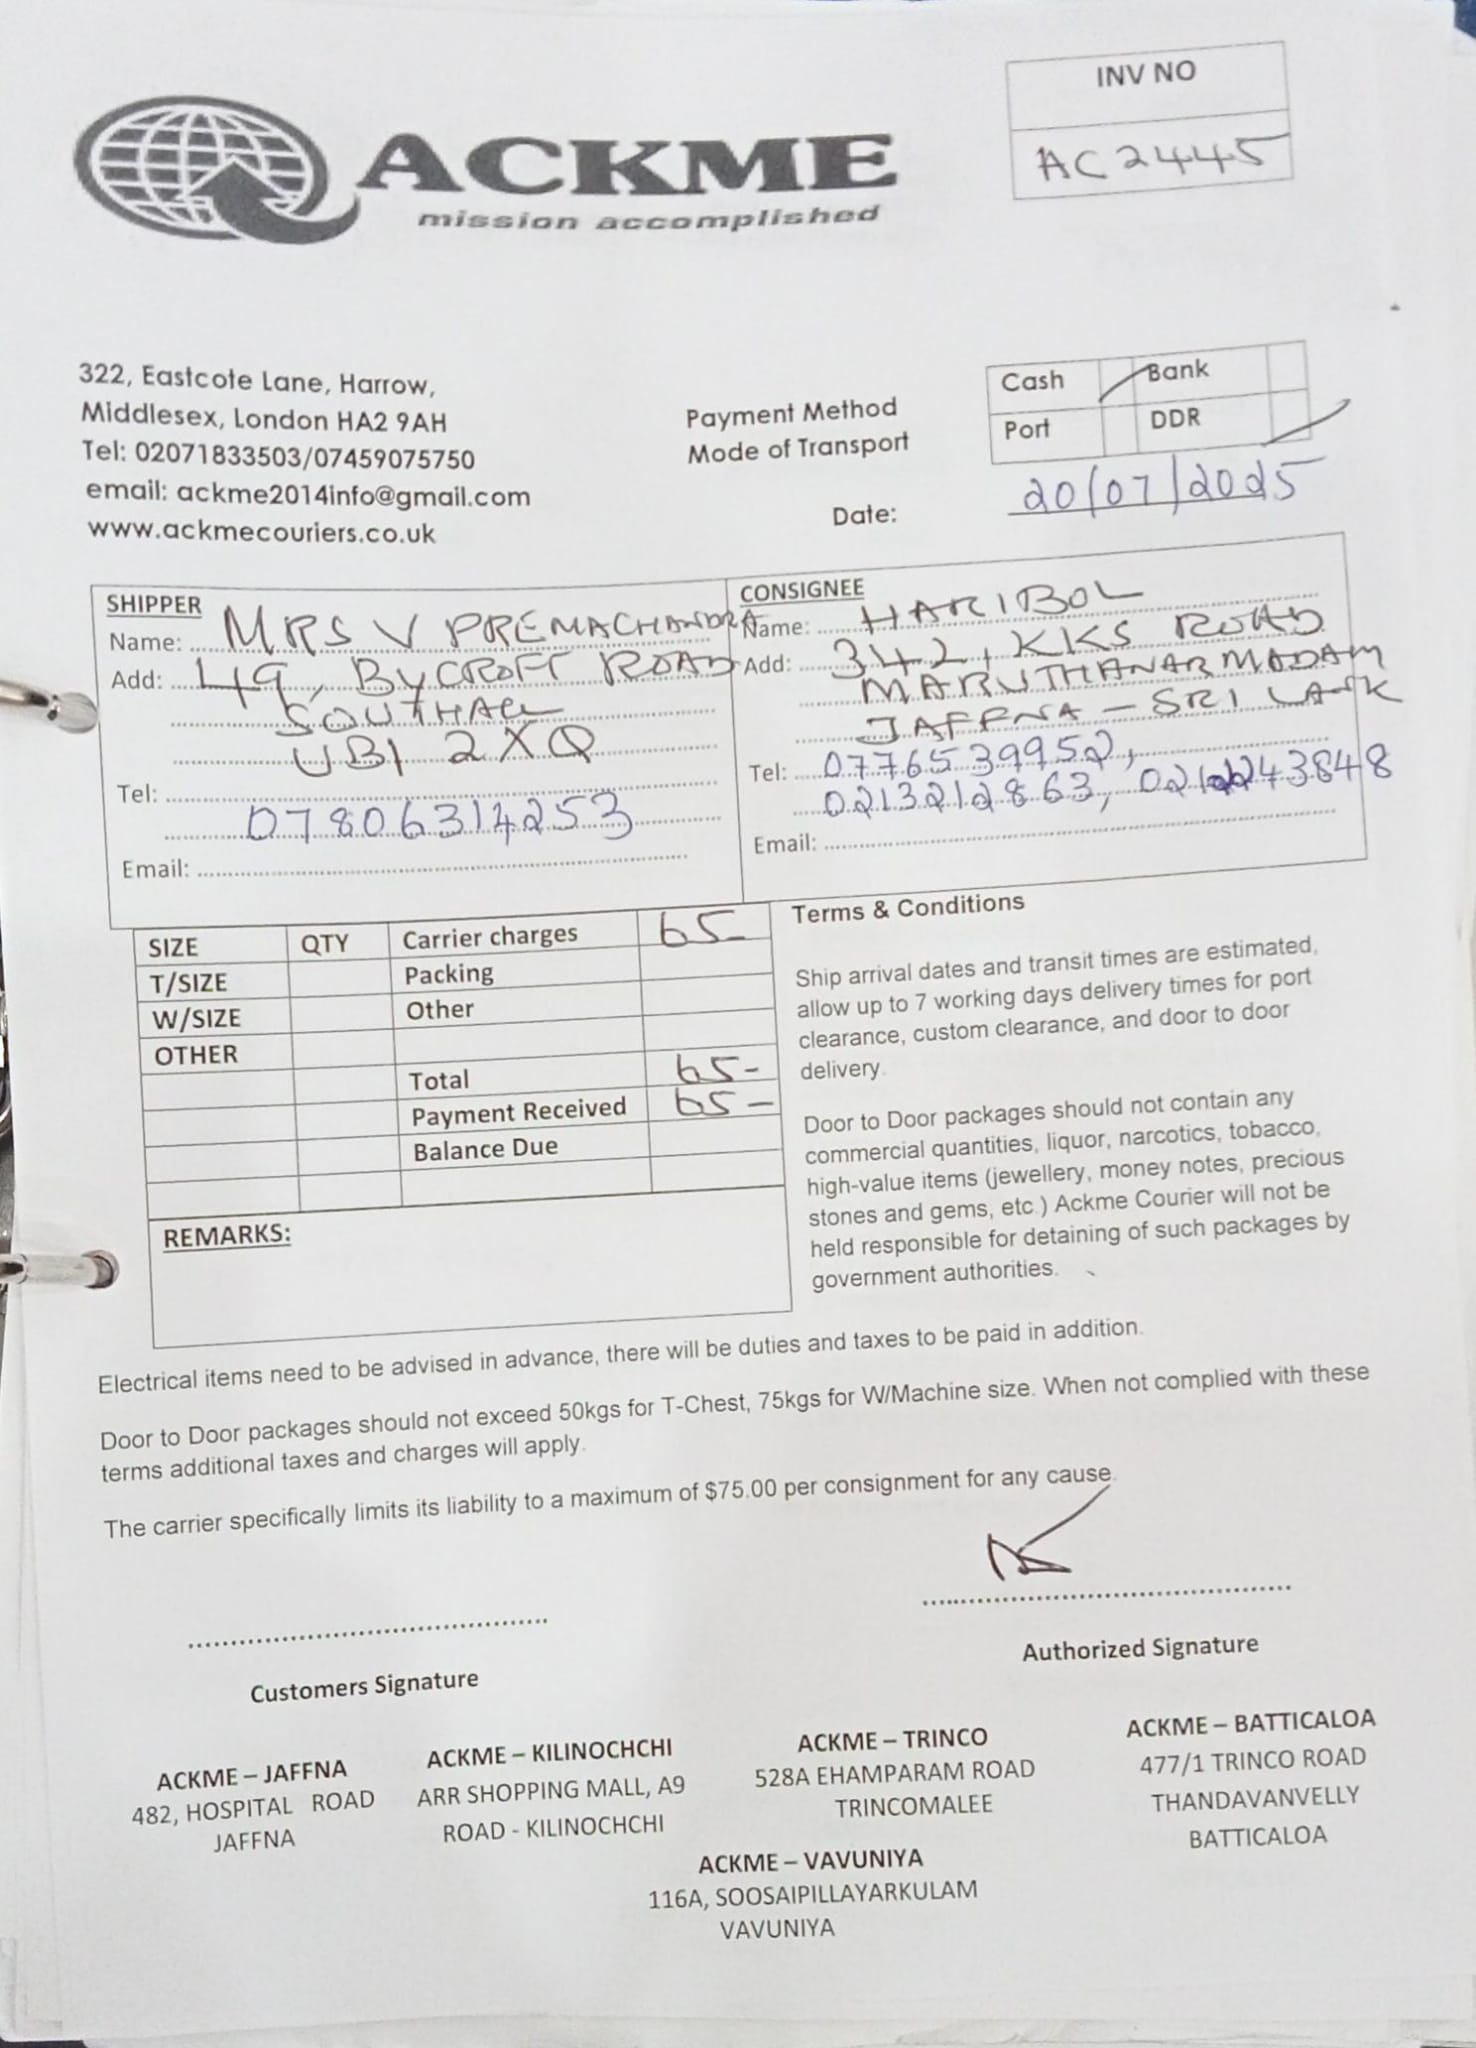 INV NO
AC2445
ACKME
mission accomplished
322, Eastcote Lane, Harrow,
Middlesex, London HA2 9AH
Tel: 02071833503/07459075750
email: ackme2014info@gmail.com
www.ackmecouriers.co.uk
Payment Method
Mode of Transport
Cash Bank
Port DDR
Date: 20/07/2025
SHIPPER
Name: MRS V PREMACHANDRA
Add: 49, BYCROFT ROAD
SOUTHALL
UB1 2XQ
Tel:
07806314253
Email:
CONSIGNEE
Name: HARIBOL
Add: 342, KKS ROAD
MARUTHANARMADAM
JAFFNA - SRI LANK
Tel: 0776539952,
0213212863, 0212243848
Email:
SIZE QTY Carrier charges 65-
T/SIZE Packing
W/SIZE Other
OTHER
Total 65-
Payment Received 65-
Balance Due
REMARKS:
Terms & Conditions
Ship arrival dates and transit times are estimated,
allow up to 7 working days delivery times for port
clearance, custom clearance, and door to door
delivery.
Door to Door packages should not contain any
commercial quantities, liquor, narcotics, tobacco,
high-value items (jewellery, money notes, precious
stones and gems, etc.) Ackme Courier will not be
held responsible for detaining of such packages by
government authorities.
Electrical items need to be advised in advance, there will be duties and taxes to be paid in addition.
Door to Door packages should not exceed 50kgs for T-Chest, 75kgs for W/Machine size. When not complied with these
terms additional taxes and charges will apply.
The carrier specifically limits its liability to a maximum of $75.00 per consignment for any cause.
Customers Signature
Authorized Signature
ACKME – JAFFNA
482, HOSPITAL ROAD
JAFFNA
ACKME – KILINOCHCHI
ARR SHOPPING MALL, A9
ROAD - KILINOCHCHI
ACKME – TRINCO
528A EHAMPARAM ROAD
TRINCOMALEE
ACKME – BATTICALOA
477/1 TRINCO ROAD
THANDAVANVELLY
BATTICALOA
ACKME – VAVUNIYA
116A, SOOSAIPILLAYARKULAM
VAVUNIYA